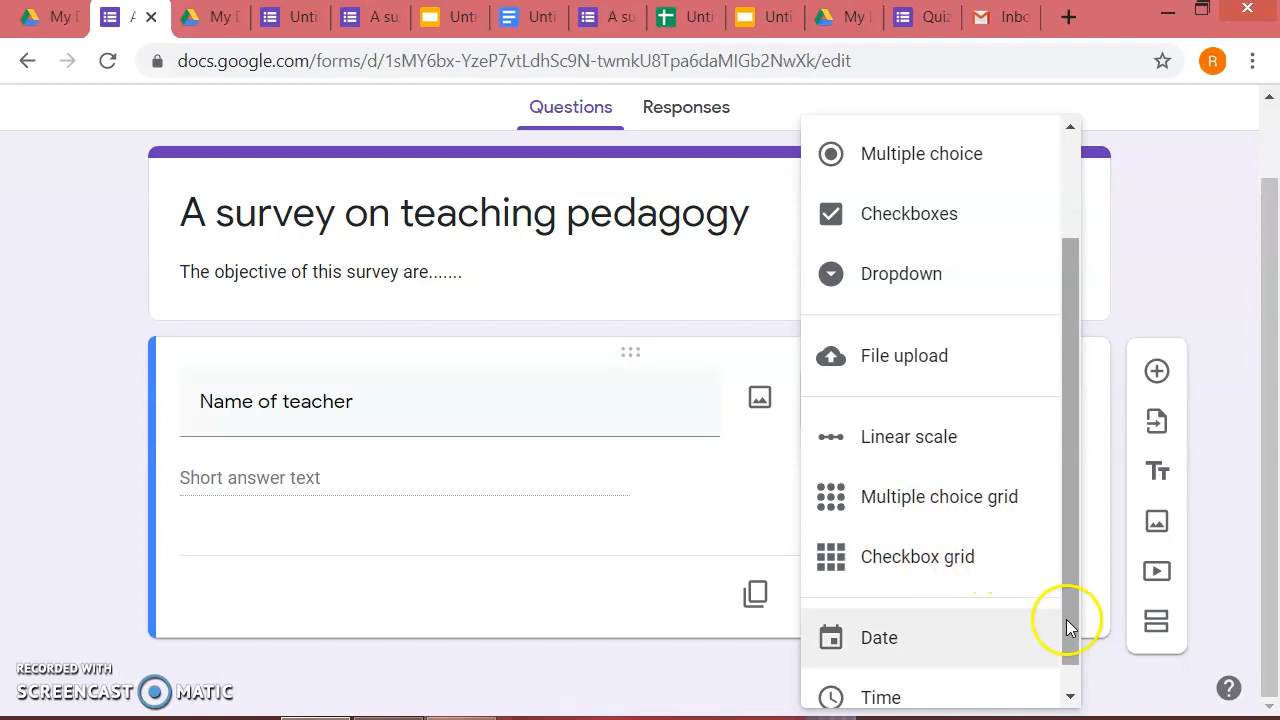 My D
A
My D
Unti
A su
Unti
Unti
A su
Unti
Unti
My
Quiz
Inbo
docs.google.com/forms/d/1sMY6bx-YzeP7vtLdhSc9N-twmkU8Tpa6daMIGb2NwXk/edit
R
Questions
Responses
A survey on teaching pedagogy
The objective of this survey are.......
Name of teacher
Short answer text
Multiple choice
Checkboxes
Dropdown
File upload
Linear scale
Multiple choice grid
Checkbox grid
Date
Time
Tт
RECORDED WITH
SCREENCAST MATIC